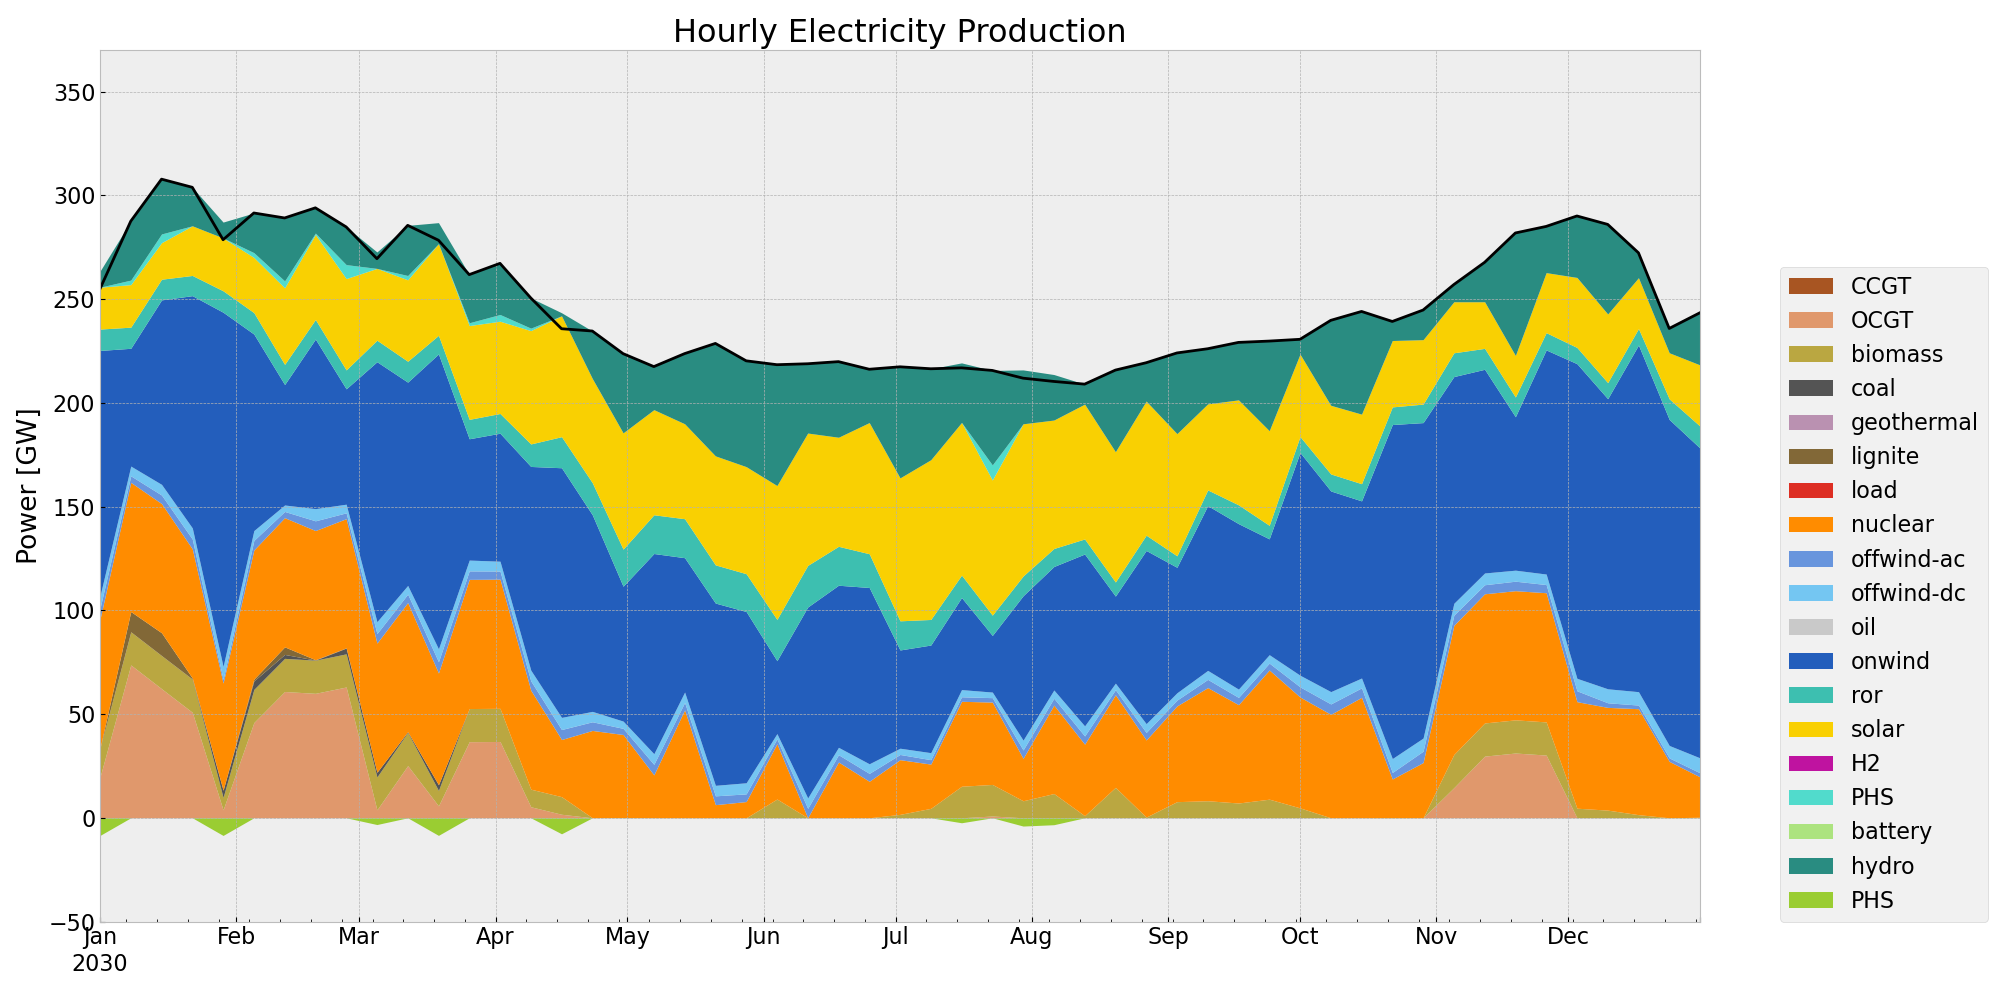 Hourly Electricity Production
Power [GW]
350
300
250
200
150
100
50
0
−50
Jan Feb Mar Apr May Jun Jul Aug Sep Oct Nov Dec
2030
CCGT
OCGT
biomass
coal
geothermal
lignite
load
nuclear
offwind-ac
offwind-dc
oil
onwind
ror
solar
H2
PHS
battery
hydro
PHS